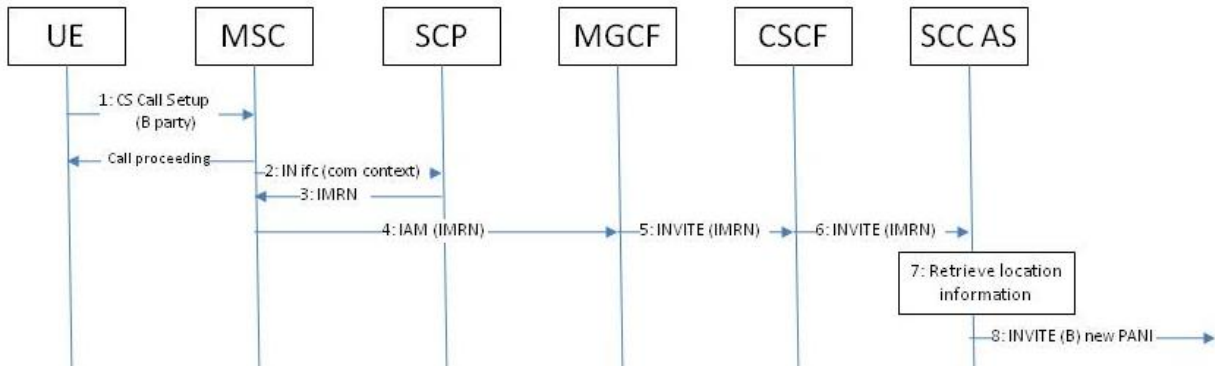 UE
MSC
SCP
MGCF
CSCF
SCC AS
1: CS Call Setup
(B party)
Call proceeding
2: IN ifc (com context)
3: IMRN
4: IAM (IMRN)
5: INVITE (IMRN)
6: INVITE (IMRN)
7: Retrieve location
information
8: INVITE (B) new PANI